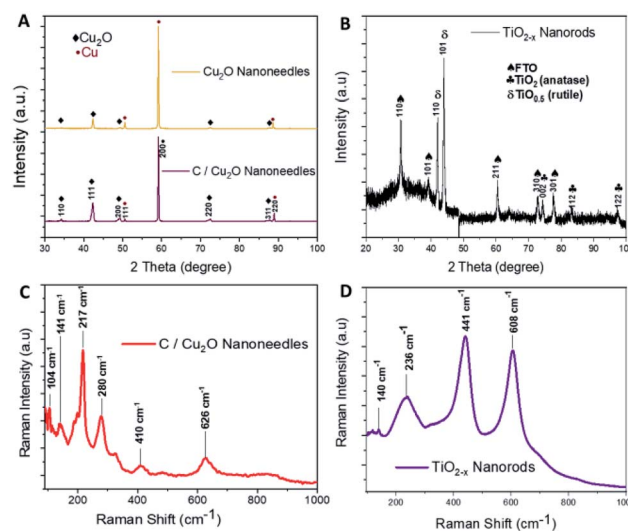 A
◆Cu₂O
•Cu
Cu₂O Nanoneedles
200•
C / Cu₂O Nanoneedles
110
111
200
111
220
311
220
Intensity (a.u.)
30 40 50 60 70 80 90 100
2 Theta (degree)
B
TiO₂₋ₓ Nanorods
♠FTO
♣TiO₂ (anatase)
δTiO₀.₅ (rutile)
110♠
101♠
110 δ
101 δ
211♠
310♠
002♣
301♠
112♣
122♣
Intensity (a.u.)
20 30 40 50 60 70 80 90 100
2 Theta (degree)
C
104 cm⁻¹
141 cm⁻¹
217 cm⁻¹
280 cm⁻¹
410 cm⁻¹
626 cm⁻¹
C / Cu₂O Nanoneedles
Raman Intensity (a.u)
200 400 600 800 1000
Raman Shift (cm⁻¹)
D
140 cm⁻¹
236 cm⁻¹
441 cm⁻¹
608 cm⁻¹
TiO₂₋ₓ Nanorods
Raman Intensity (a.u)
200 400 600 800 1000
Raman Shift (cm⁻¹)